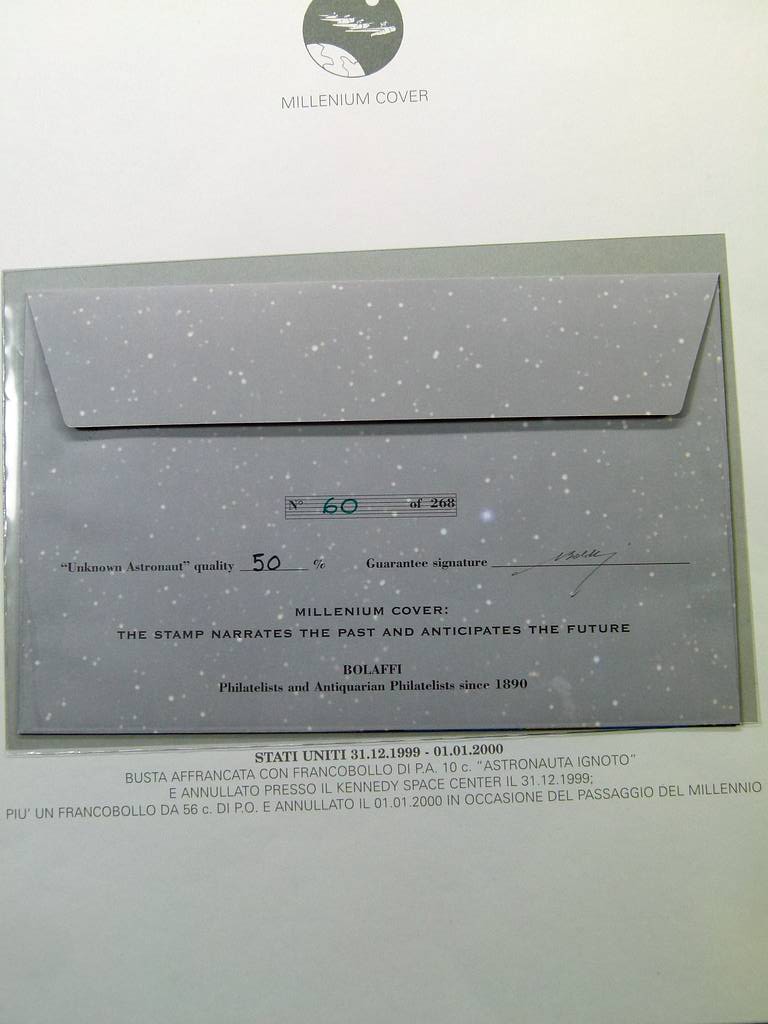 MILLENIUM COVER
N° 60 of 268
"Unknown Astronaut" quality 50 % Guarantee signature Bolaffi
MILLENIUM COVER:
THE STAMP NARRATES THE PAST AND ANTICIPATES THE FUTURE
BOLAFFI
Philatelists and Antiquarian Philatelists since 1890
STATI UNITI 31.12.1999 - 01.01.2000
BUSTA AFFRANCATA CON FRANCOBOLLO DI P.A. 10 c. "ASTRONAUTA IGNOTO"
E ANNULLATO PRESSO IL KENNEDY SPACE CENTER IL 31.12.1999;
PIU' UN FRANCOBOLLO DA 56 c. DI P.O. E ANNULLATO IL 01.01.2000 IN OCCASIONE DEL PASSAGGIO DEL MILLENNIO